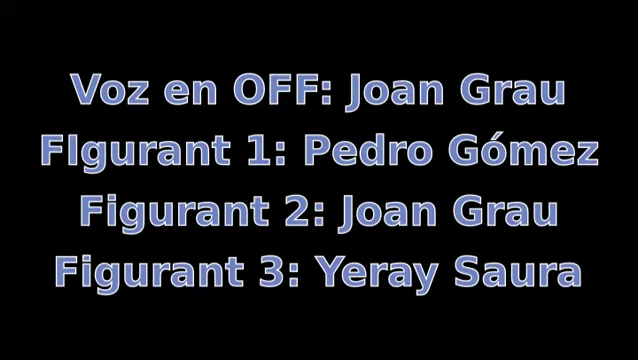 Voz en OFF: Joan Grau
FIgurant 1: Pedro Gómez
Figurant 2: Joan Grau
Figurant 3: Yeray Saura